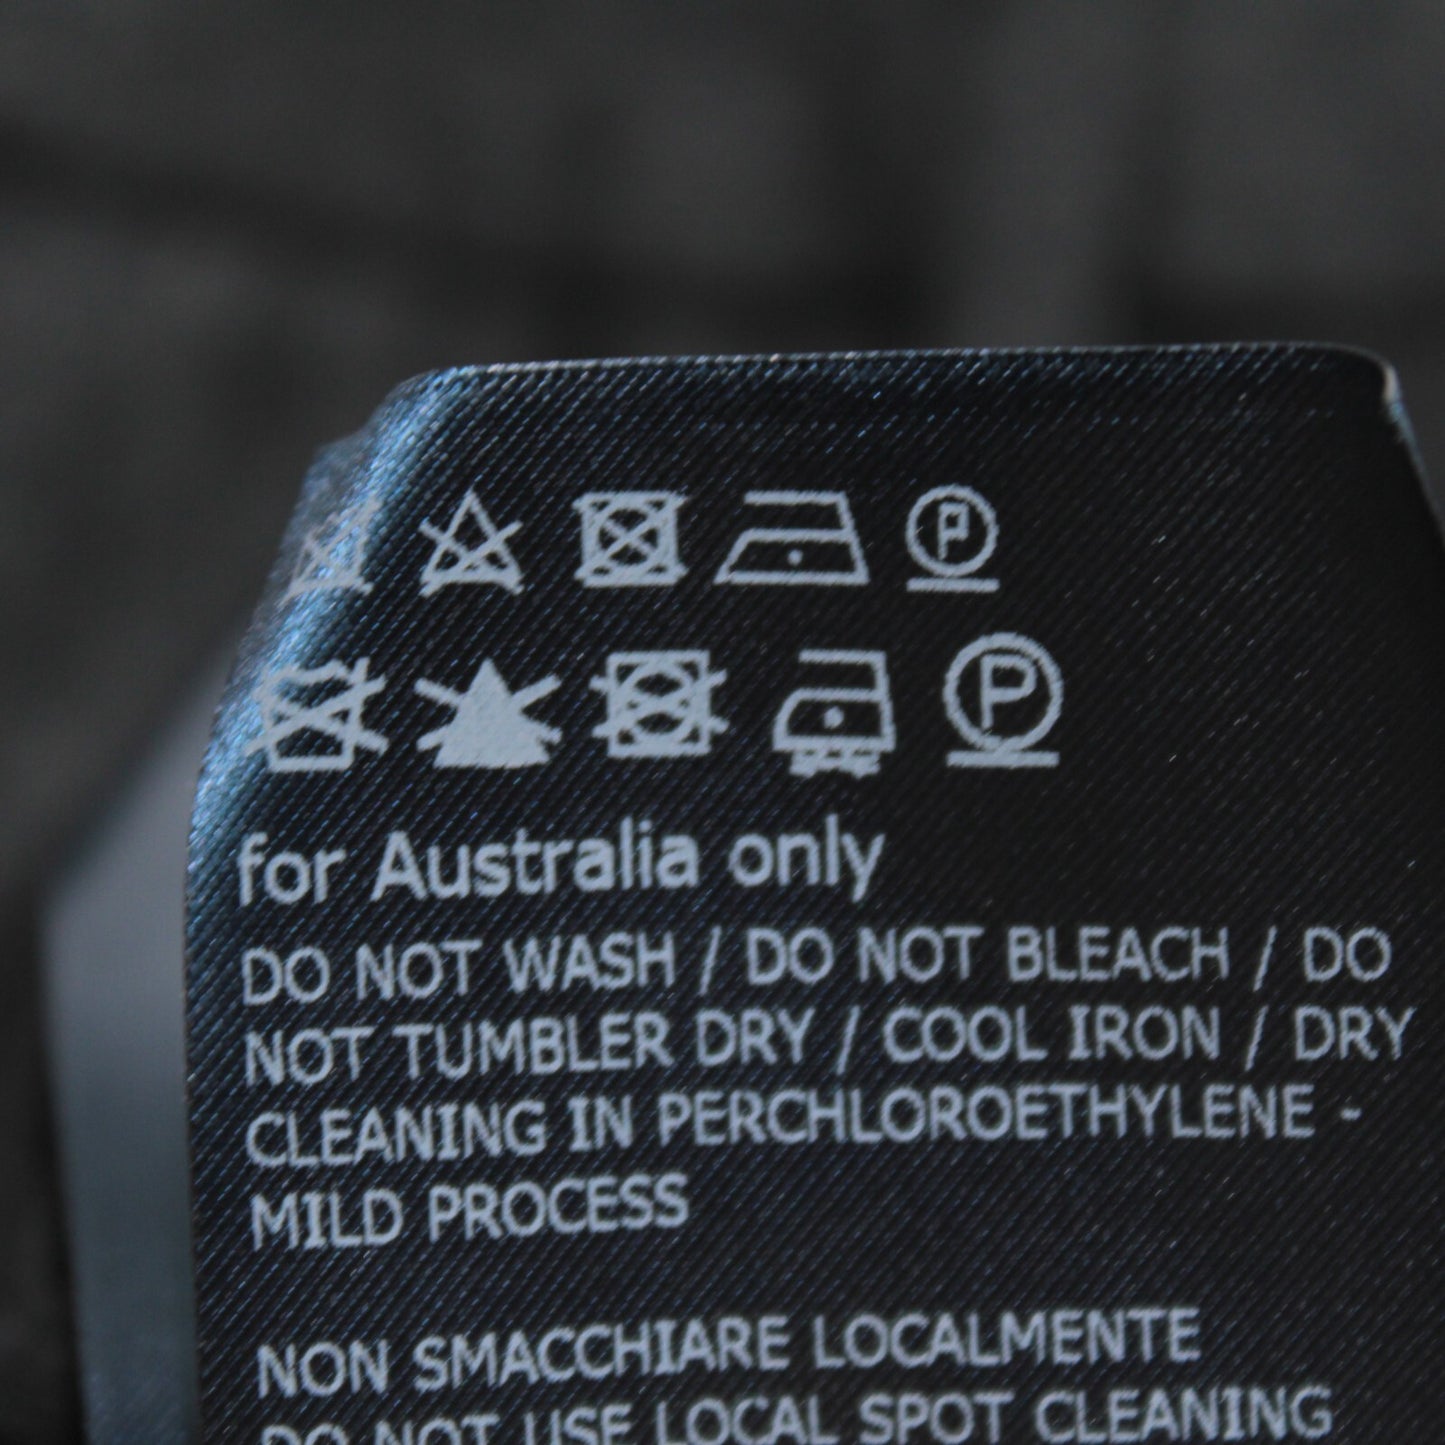 P
P
for Australia only
DO NOT WASH / DO NOT BLEACH / DO
NOT TUMBLER DRY / COOL IRON / DRY
CLEANING IN PERCHLOROETHYLENE -
MILD PROCESS
NON SMACCHIARE LOCALMENTE
DO NOT USE LOCAL SPOT CLEANING